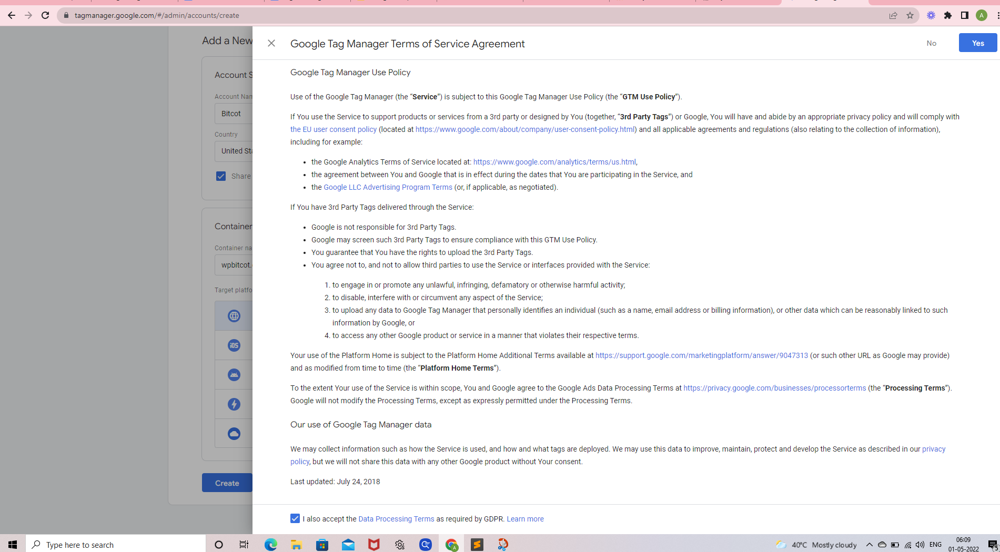 tagmanager.google.com/#/admin/accounts/create
A
Add a New
Account S
Account Nam
Bitcot
Country
United Sta
Share
Container
Container na
wpbitcot.
Target platfo
iOS
Create
Google Tag Manager Terms of Service Agreement
No
Yes
Google Tag Manager Use Policy
Use of the Google Tag Manager (the “Service”) is subject to this Google Tag Manager Use Policy (the “GTM Use Policy”).
If You use the Service to support products or services from a 3rd party or designed by You (together, “3rd Party Tags”) or Google, You will have and abide by an appropriate privacy policy and will comply with
the EU user consent policy (located at https://www.google.com/about/company/user-consent-policy.html) and all applicable agreements and regulations (also relating to the collection of information),
including for example:
• the Google Analytics Terms of Service located at: https://www.google.com/analytics/terms/us.html,
• the agreement between You and Google that is in effect during the dates that You are participating in the Service, and
• the Google LLC Advertising Program Terms (or, if applicable, as negotiated).
If You have 3rd Party Tags delivered through the Service:
• Google is not responsible for 3rd Party Tags.
• Google may screen such 3rd Party Tags to ensure compliance with this GTM Use Policy.
• You guarantee that You have the rights to upload the 3rd Party Tags.
• You agree not to, and not to allow third parties to use the Service or interfaces provided with the Service:
1. to engage in or promote any unlawful, infringing, defamatory or otherwise harmful activity;
2. to disable, interfere with or circumvent any aspect of the Service;
3. to upload any data to Google Tag Manager that personally identifies an individual (such as a name, email address or billing information), or other data which can be reasonably linked to such
information by Google, or
4. to access any other Google product or service in a manner that violates their respective terms.
Your use of the Platform Home is subject to the Platform Home Additional Terms available at https://support.google.com/marketingplatform/answer/9047313 (or such other URL as Google may provide)
and as modified from time to time (the “Platform Home Terms”).
To the extent Your use of the Service is within scope, You and Google agree to the Google Ads Data Processing Terms at https://privacy.google.com/businesses/processorterms (the “Processing Terms”).
Google will not modify the Processing Terms, except as expressly permitted under the Processing Terms.
Our use of Google Tag Manager data
We may collect information such as how the Service is used, and how and what tags are deployed. We may use this data to improve, maintain, protect and develop the Service as described in our privacy
policy, but we will not share this data with any other Google product without Your consent.
Last updated: July 24, 2018
I also accept the Data Processing Terms as required by GDPR. Learn more
Type here to search
40°C Mostly cloudy
ENG
06:09
01-05-2022
5